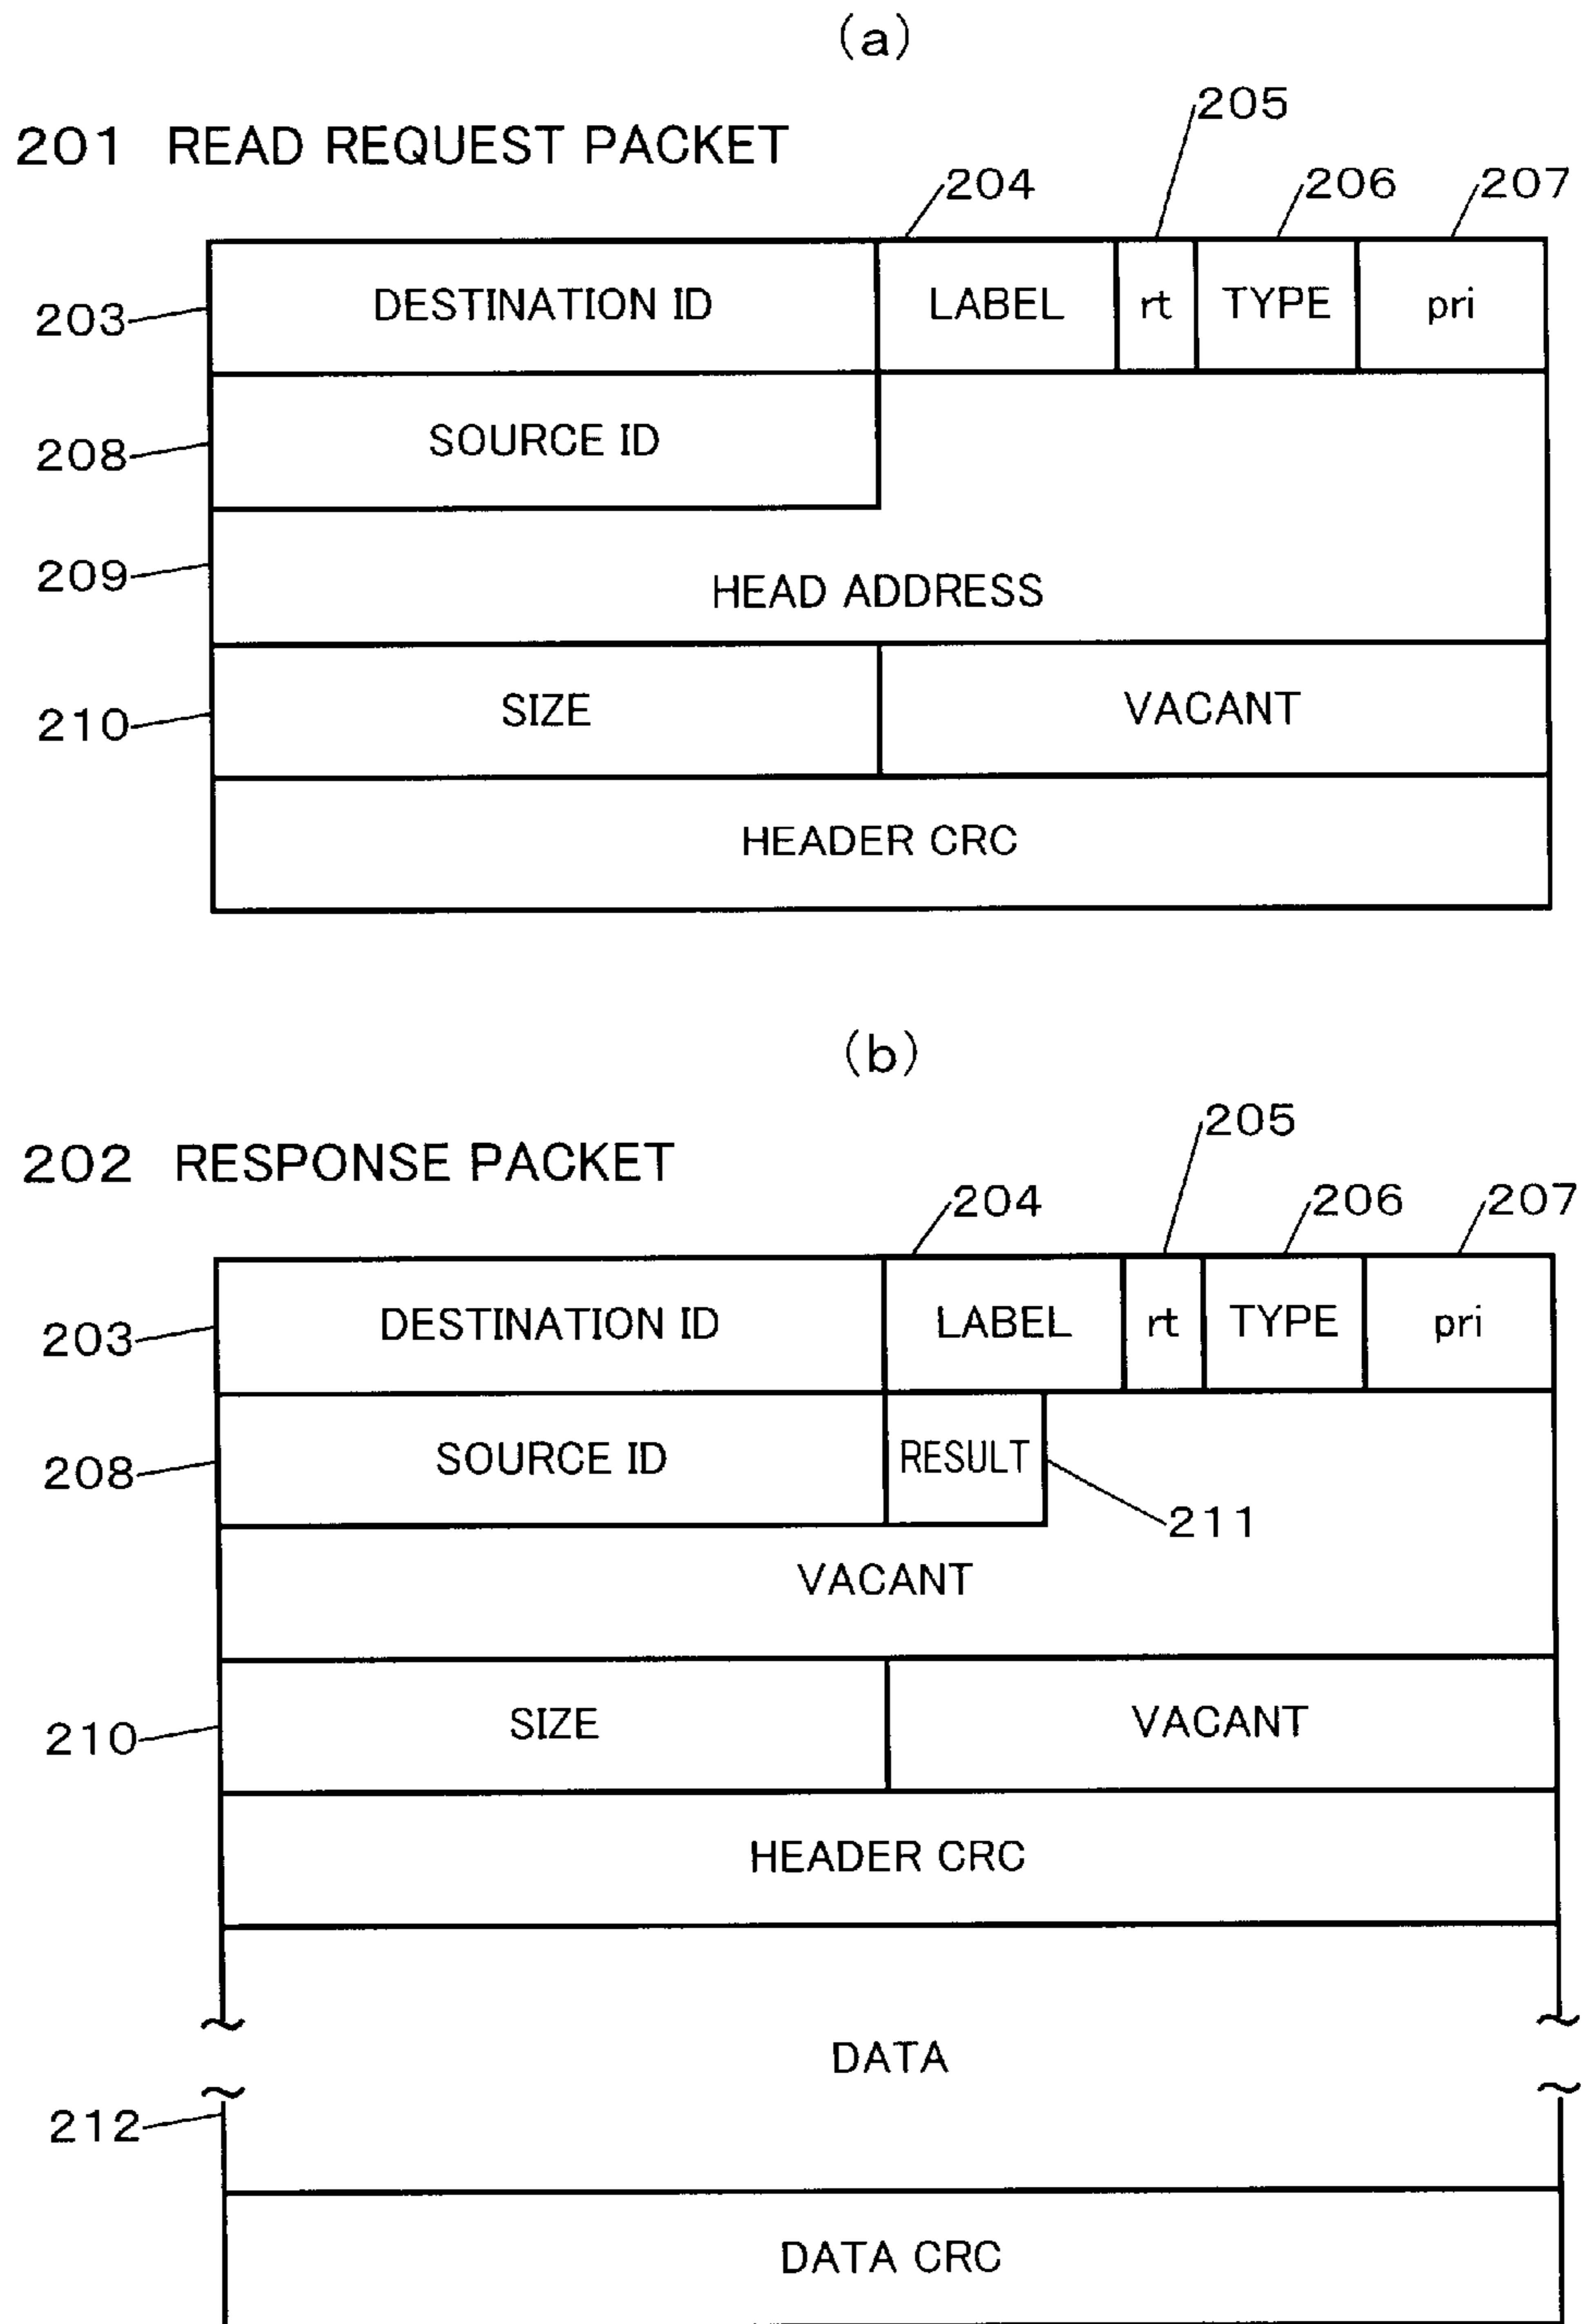 (a)
205
201 READ REQUEST PACKET
204 206 207
203 DESTINATION ID LABEL rt TYPE pri
208 SOURCE ID
209 HEAD ADDRESS
210 SIZE VACANT
HEADER CRC
(b)
205
202 RESPONSE PACKET
204 206 207
203 DESTINATION ID LABEL rt TYPE pri
208 SOURCE ID RESULT
211
VACANT
210 SIZE VACANT
HEADER CRC
DATA
212
DATA CRC